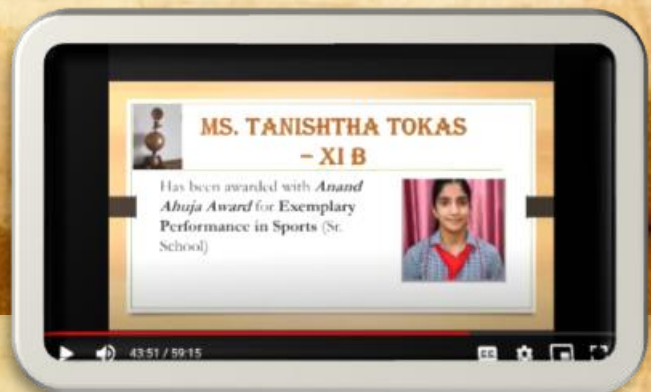 MS. TANISHTHA TOKAS
– XI B
Has been awarded with Anand
Ahuja Award for Exemplary
Performance in Sports (Sr.
School)
43:51 / 59:15
CC